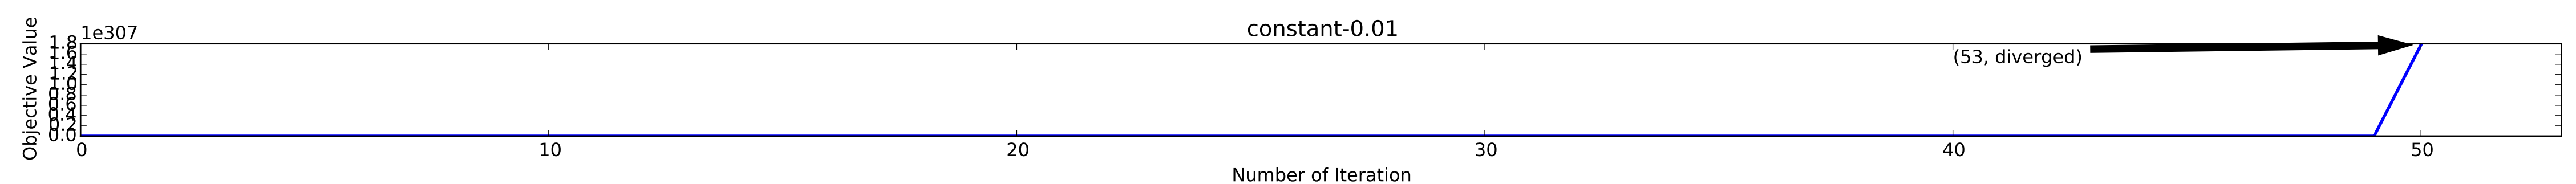 constant-0.01
1e307
1.8
1.6
1.4
1.2
1.0
0.8
0.6
0.4
0.2
0.0
Objective Value
(53, diverged)
0 10 20 30 40 50
Number of Iteration